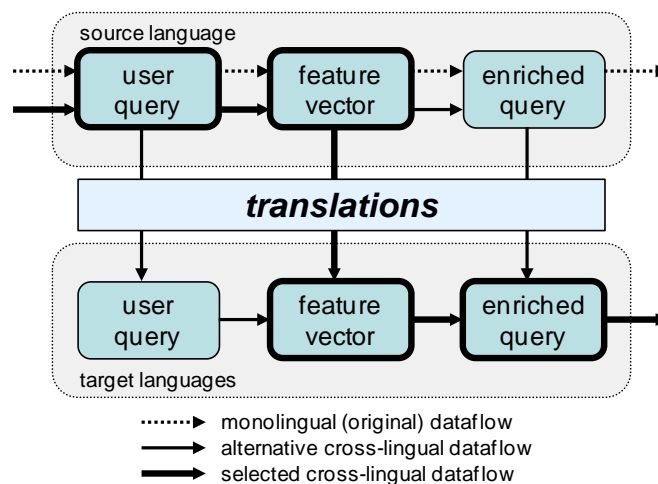 source language
user
query
feature
vector
enriched
query
translations
user
query
feature
vector
enriched
query
target languages
monolingual (original) dataflow
alternative cross-lingual dataflow
selected cross-lingual dataflow